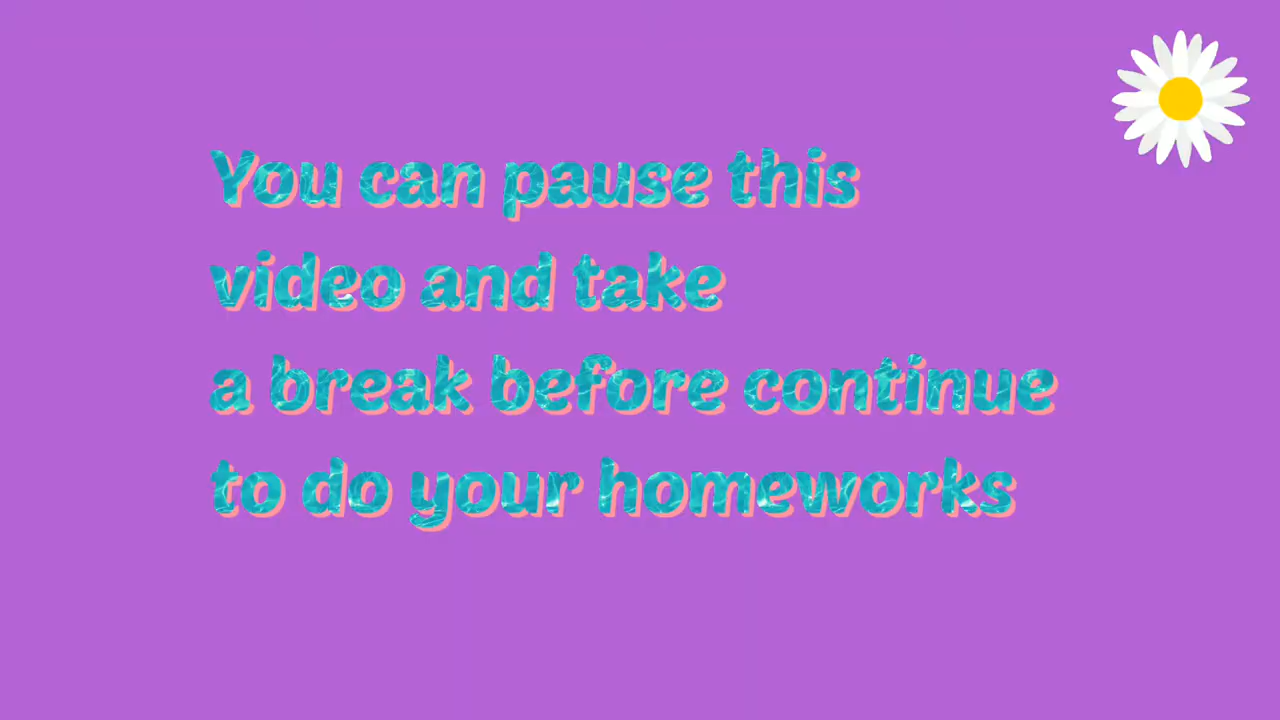 You can pause this
video and take
a break before continue
to do your homeworks